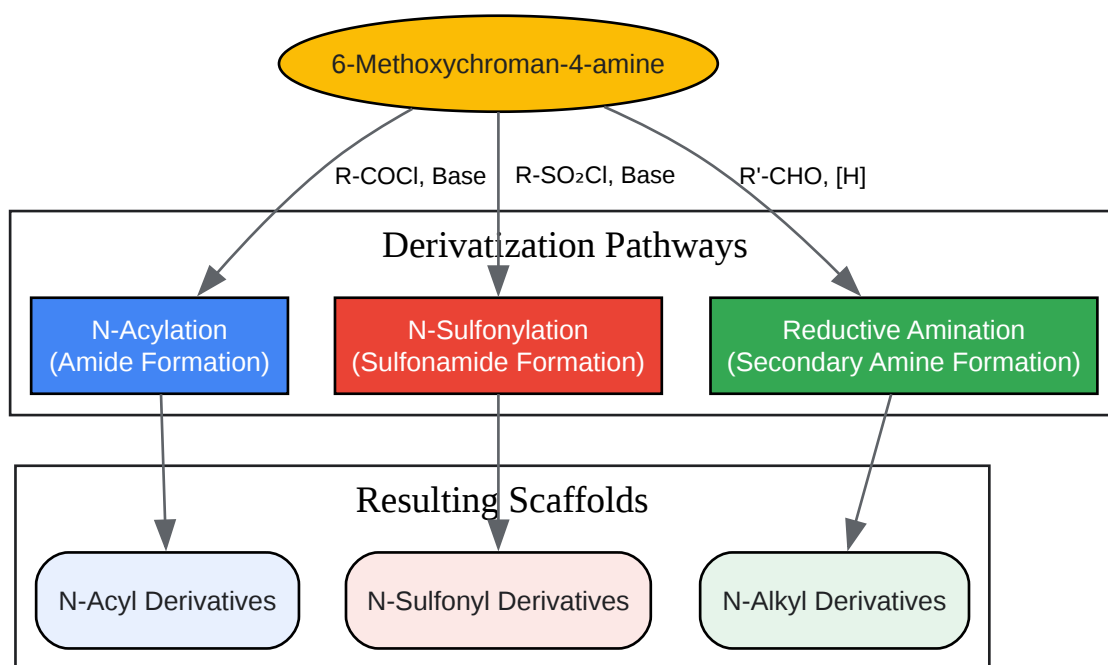 6-Methoxychroman-4-amine
R-COCl, Base
R-SO₂Cl, Base
R'-CHO, [H]
Derivatization Pathways
N-Acylation
(Amide Formation)
N-Sulfonylation
(Sulfonamide Formation)
Reductive Amination
(Secondary Amine Formation)
Resulting Scaffolds
N-Acyl Derivatives
N-Sulfonyl Derivatives
N-Alkyl Derivatives